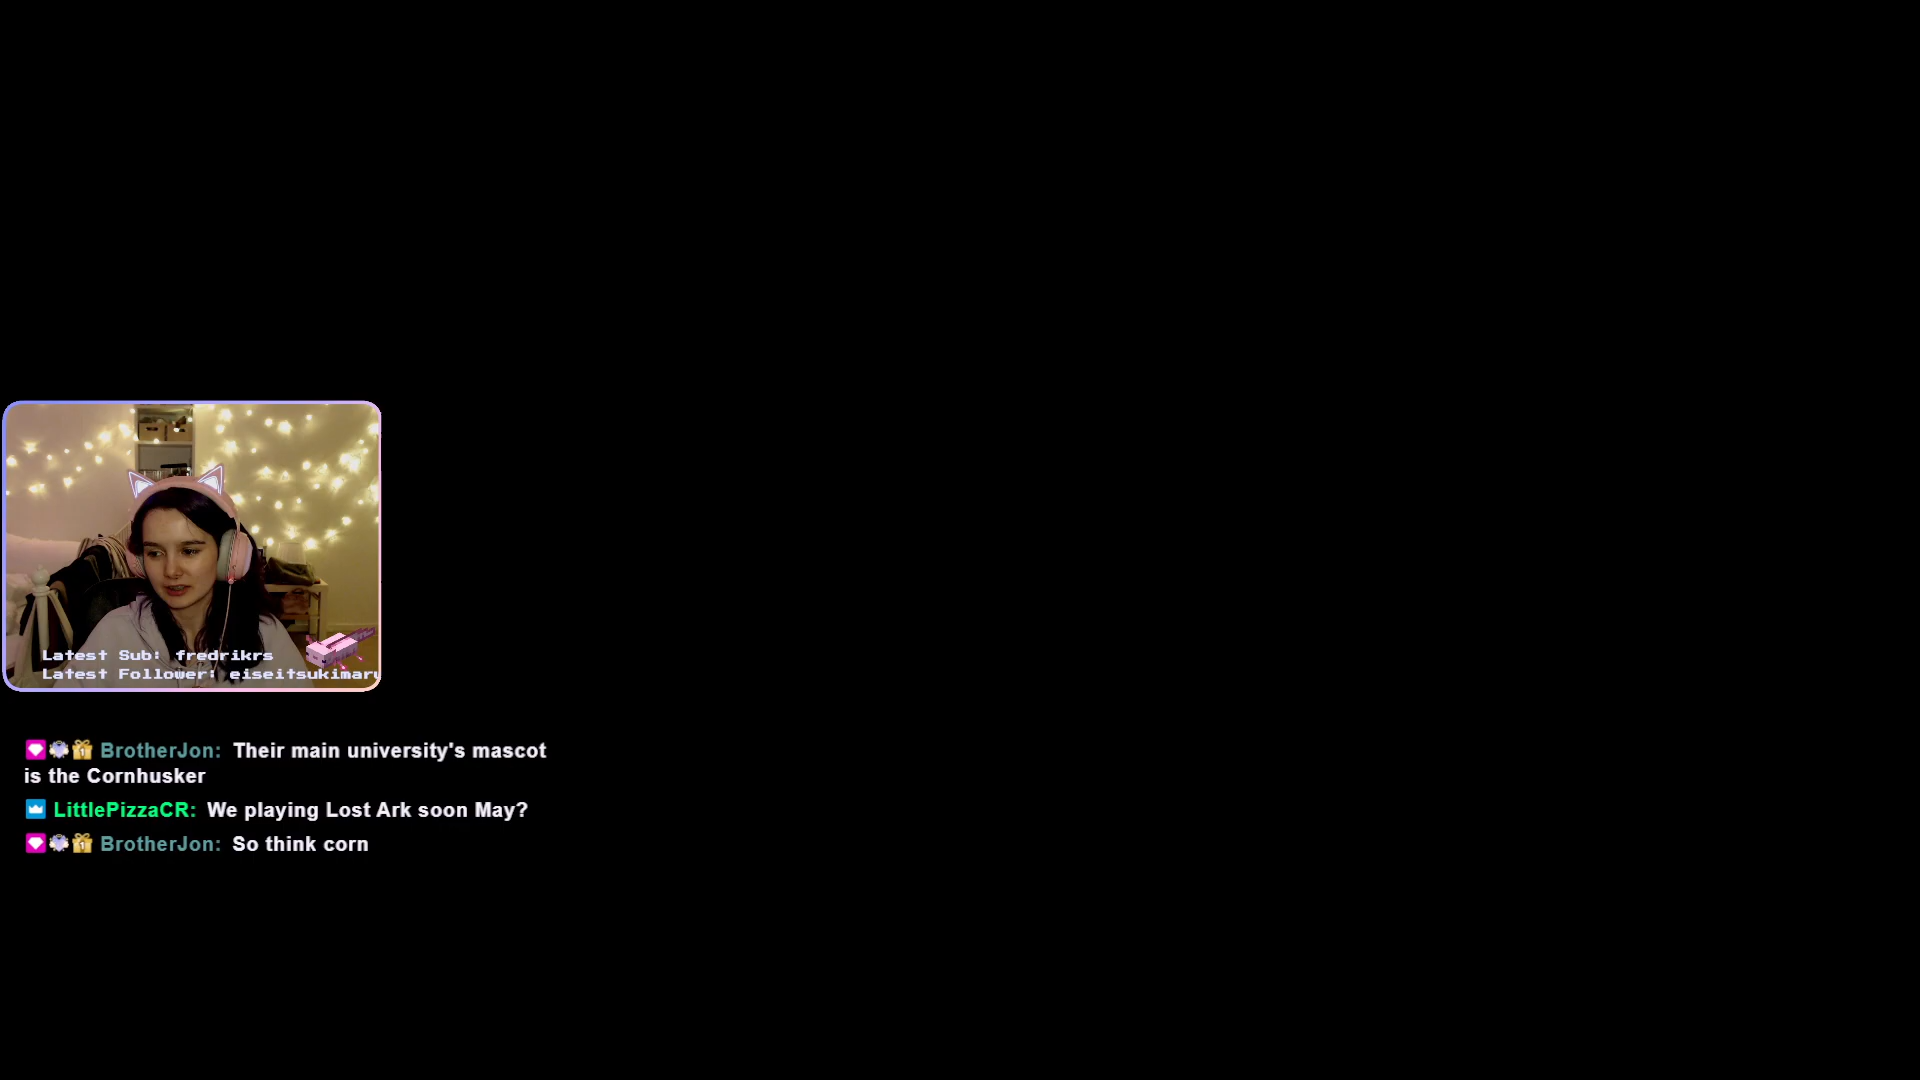 Latest Sub: fredrikrs
Latest Follower: eiseitsukimaru
BrotherJon: Their main university's mascot
is the Cornhusker
LittlePizzaCR: We playing Lost Ark soon May?
BrotherJon: So think corn